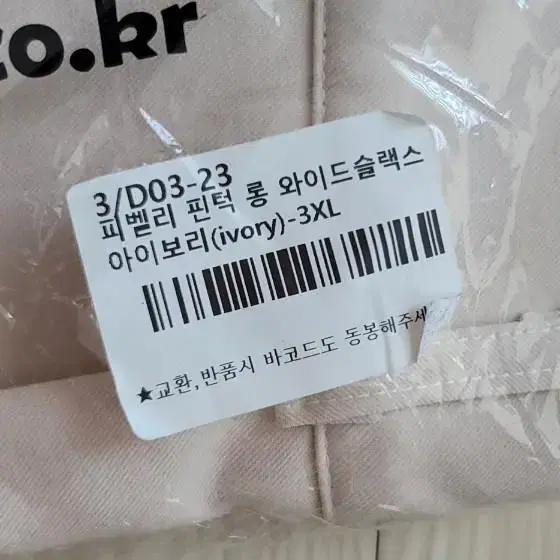 co.kr
3/D03-23
피벨리 핀턱 롱 와이드슬랙스
아이보리(ivory)-3XL
★교환,반품시 바코드도 동봉해주세